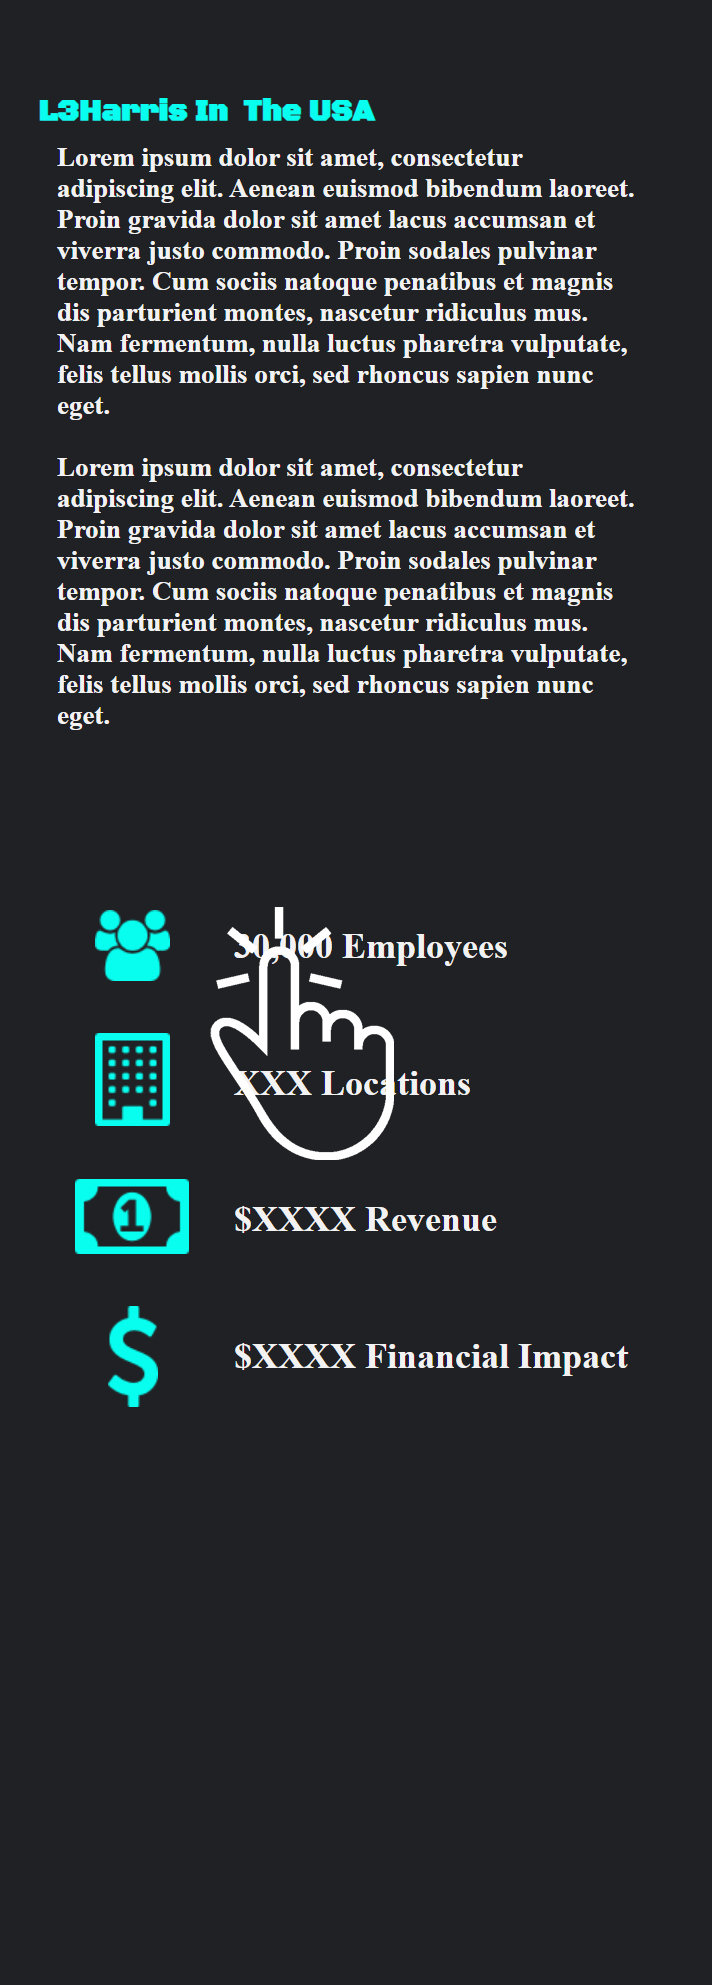 L3Harris In The USA
Lorem ipsum dolor sit amet, consectetur
adipiscing elit. Aenean euismod bibendum laoreet.
Proin gravida dolor sit amet lacus accumsan et
viverra justo commodo. Proin sodales pulvinar
tempor. Cum sociis natoque penatibus et magnis
dis parturient montes, nascetur ridiculus mus.
Nam fermentum, nulla luctus pharetra vulputate,
felis tellus mollis orci, sed rhoncus sapien nunc
eget.
Lorem ipsum dolor sit amet, consectetur
adipiscing elit. Aenean euismod bibendum laoreet.
Proin gravida dolor sit amet lacus accumsan et
viverra justo commodo. Proin sodales pulvinar
tempor. Cum sociis natoque penatibus et magnis
dis parturient montes, nascetur ridiculus mus.
Nam fermentum, nulla luctus pharetra vulputate,
felis tellus mollis orci, sed rhoncus sapien nunc
eget.
30,000 Employees
XXX Locations
1
$XXXX Revenue
$
$XXXX Financial Impact